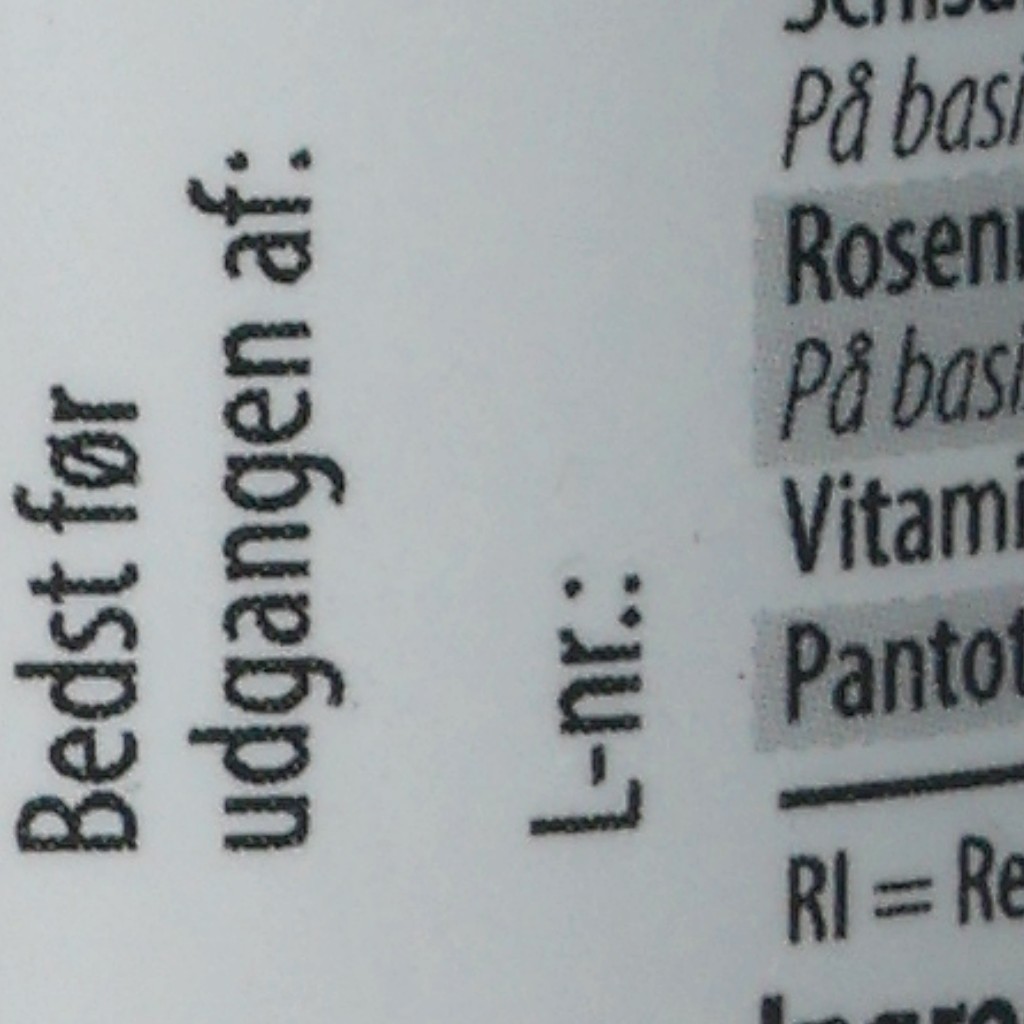 Bedst før
udgangen af:
L-nr.:
På basi
Rosen
På basi
Vitami
Panto
RI = Re